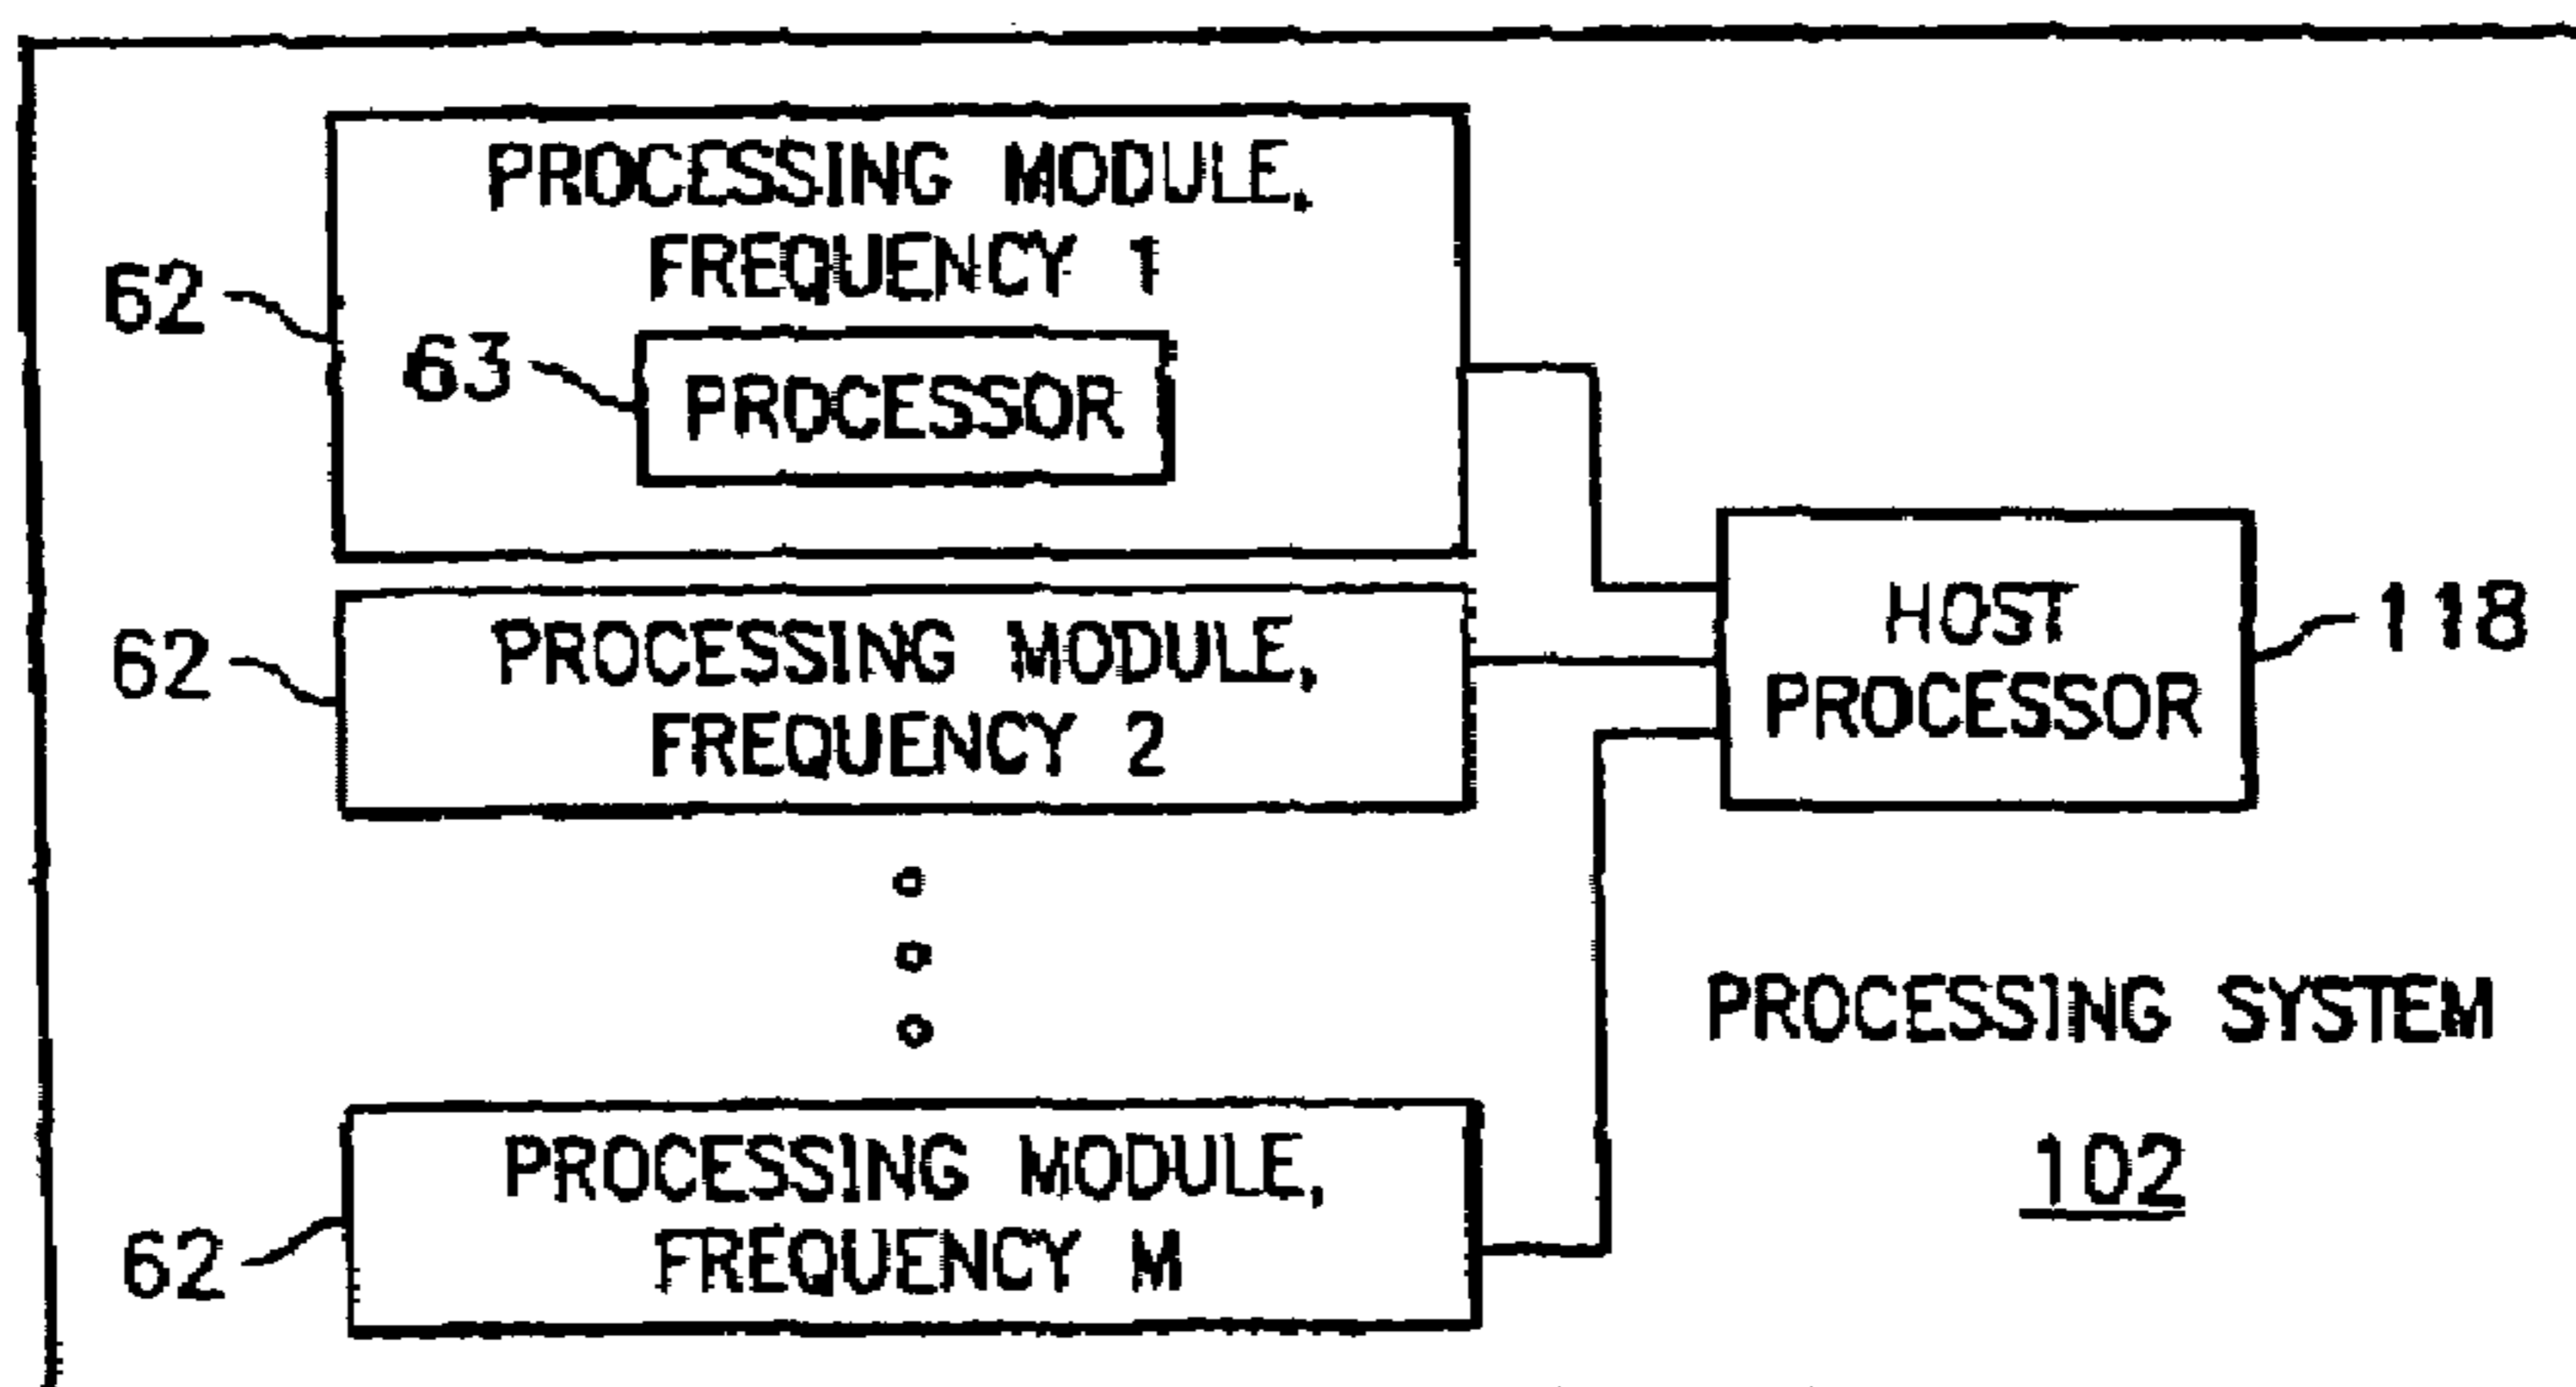 PROCESSING MODULE,
FREQUENCY 1
62
63
PROCESSOR
PROCESSING MODULE,
FREQUENCY 2
62
HOST
PROCESSOR
118
PROCESSING SYSTEM
102
PROCESSING MODULE,
FREQUENCY M
62